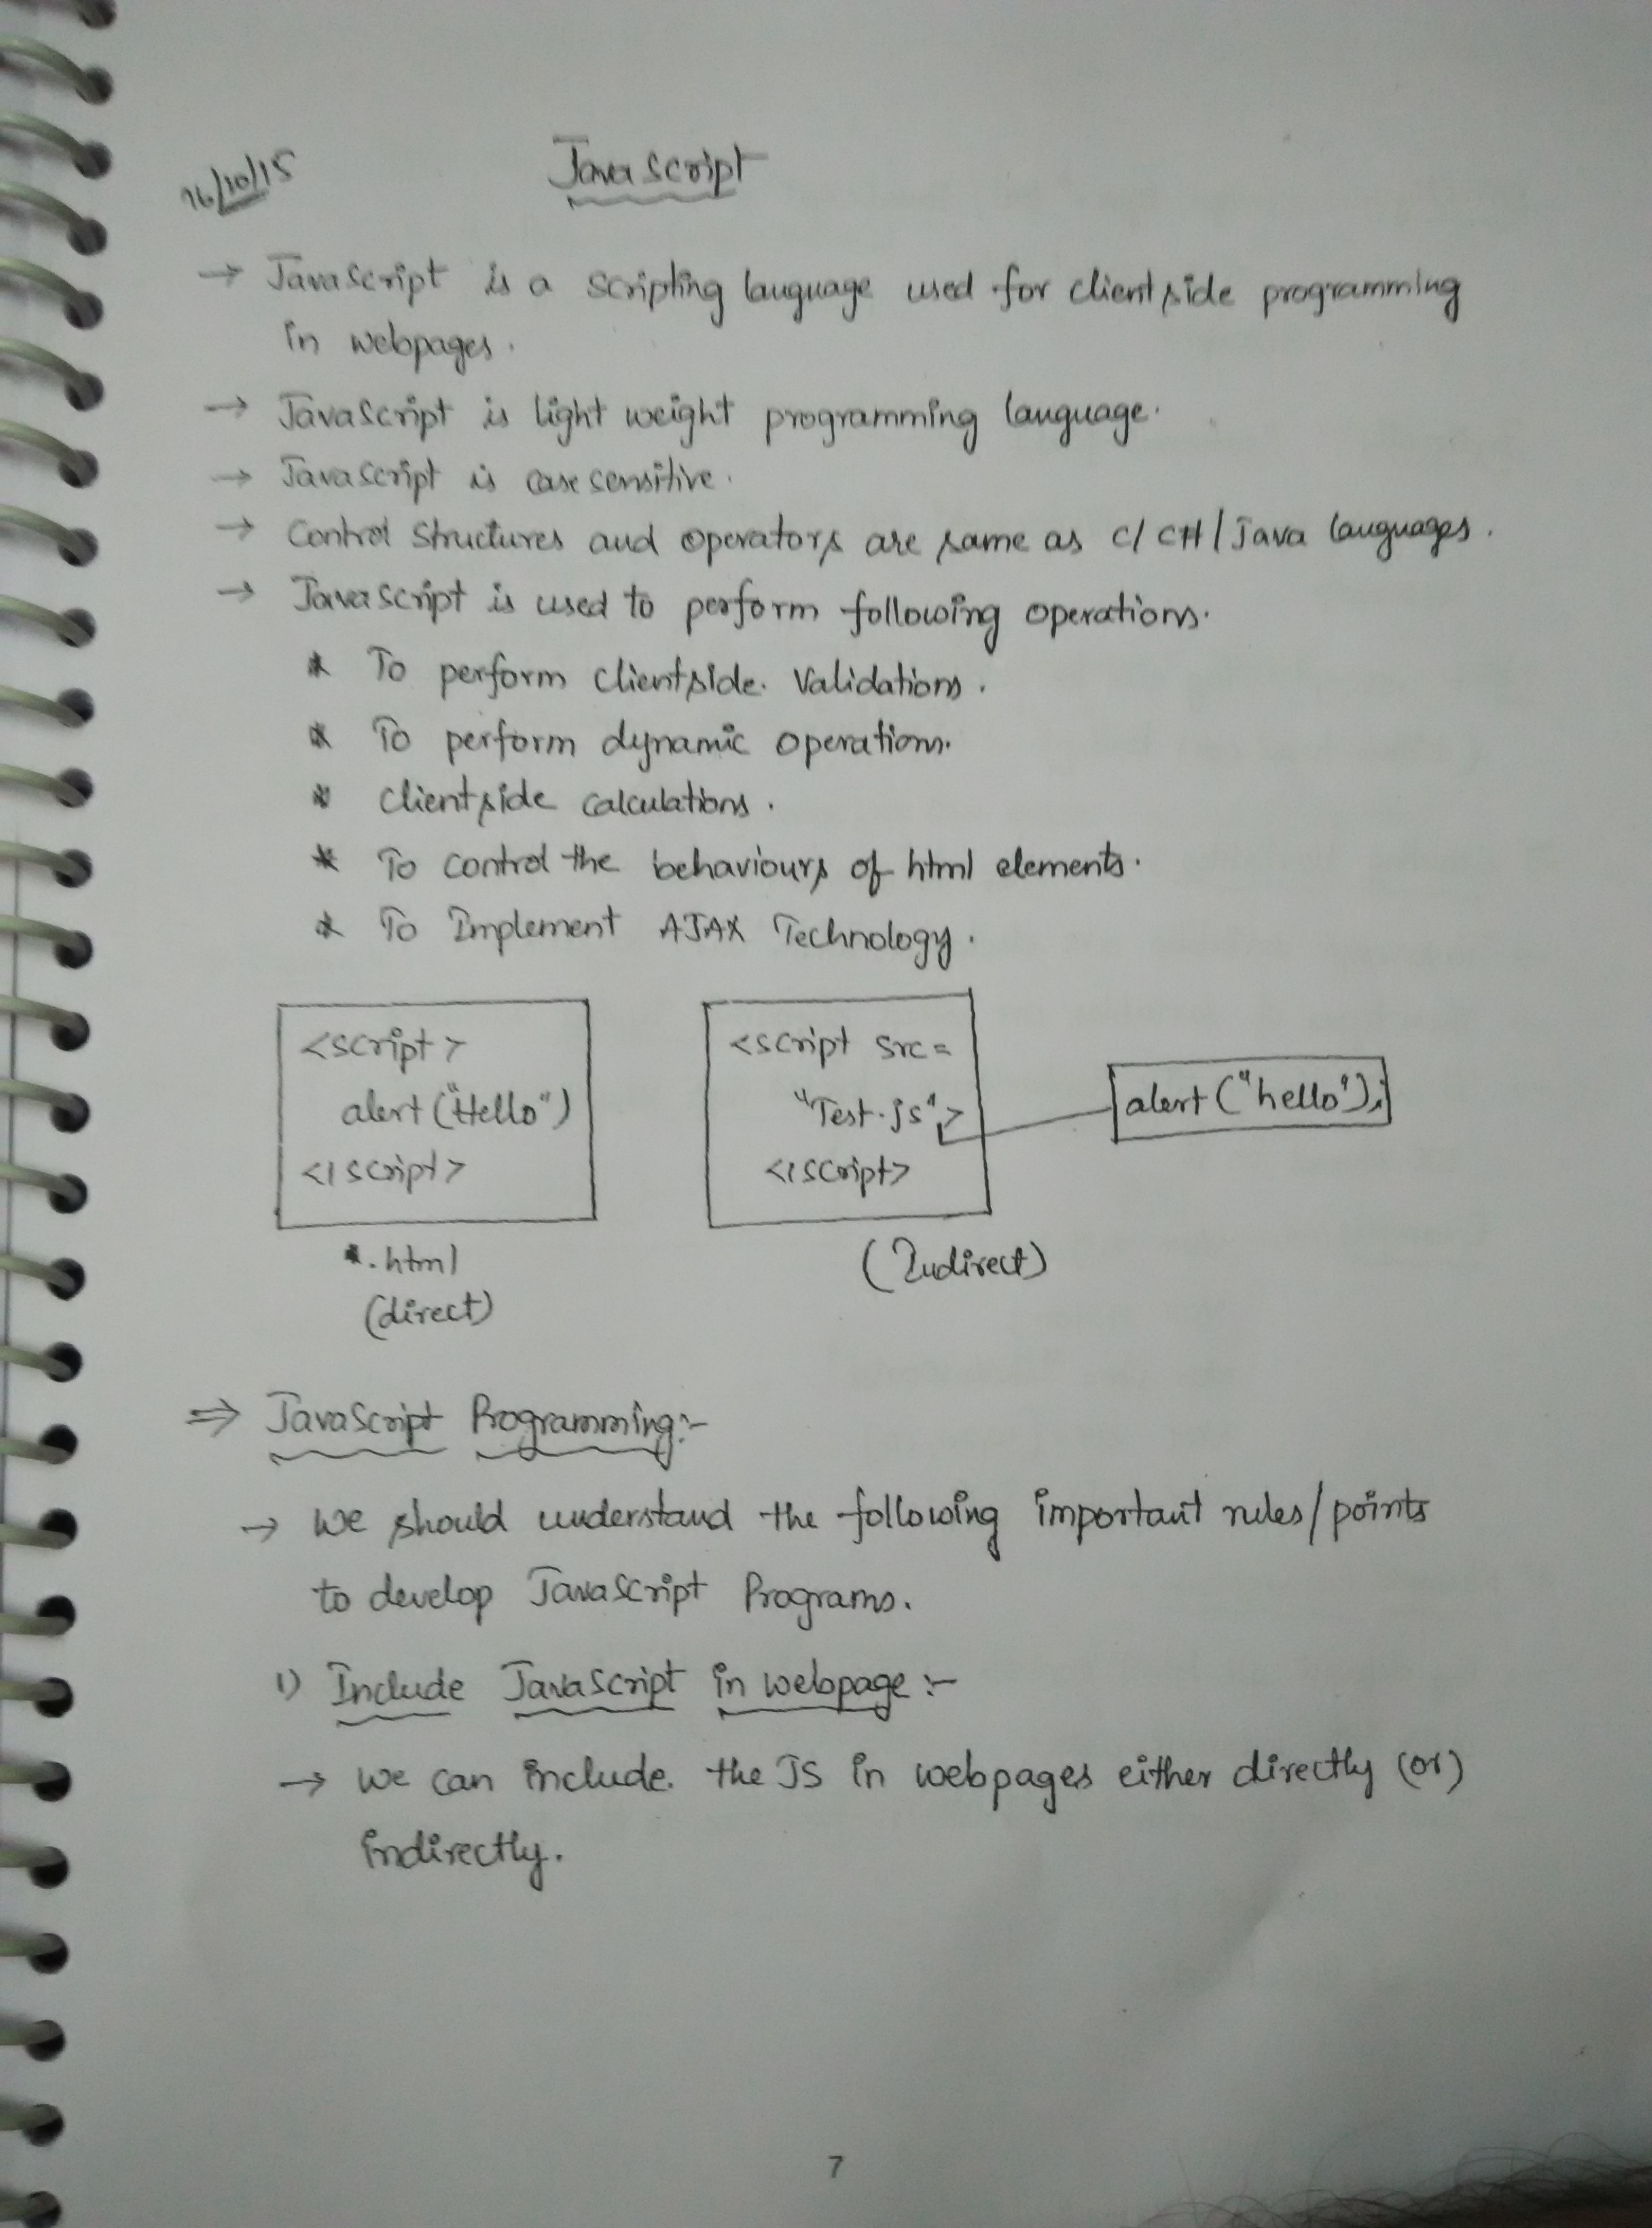 16/10/15
JavaScript
→ JavaScript is a scripting language used for clientside programming
in webpages.
→ JavaScript is light weight programming language.
→ JavaScript is casesensitive.
→ Control Structures and operators are same as C/C++/Java languages.
→ JavaScript is used to perform following operations.
* To perform clientside. Validations.
* To perform dynamic operations.
* clientside calculations.
* To control the behaviours of html elements.
* To Implement AJAX Technology.
<script>
alert("Hello")
</script>
*.html
(direct)
<script src=
"Test.js">
</script>
(Indirect)
alert("hello");
⇒ JavaScript Programming:-
→ We should understand the following important rules/points
to develop JavaScript Programs.
1) Include JavaScript in webpage:-
→ We can include. the JS in webpages either directly (or)
indirectly.
7